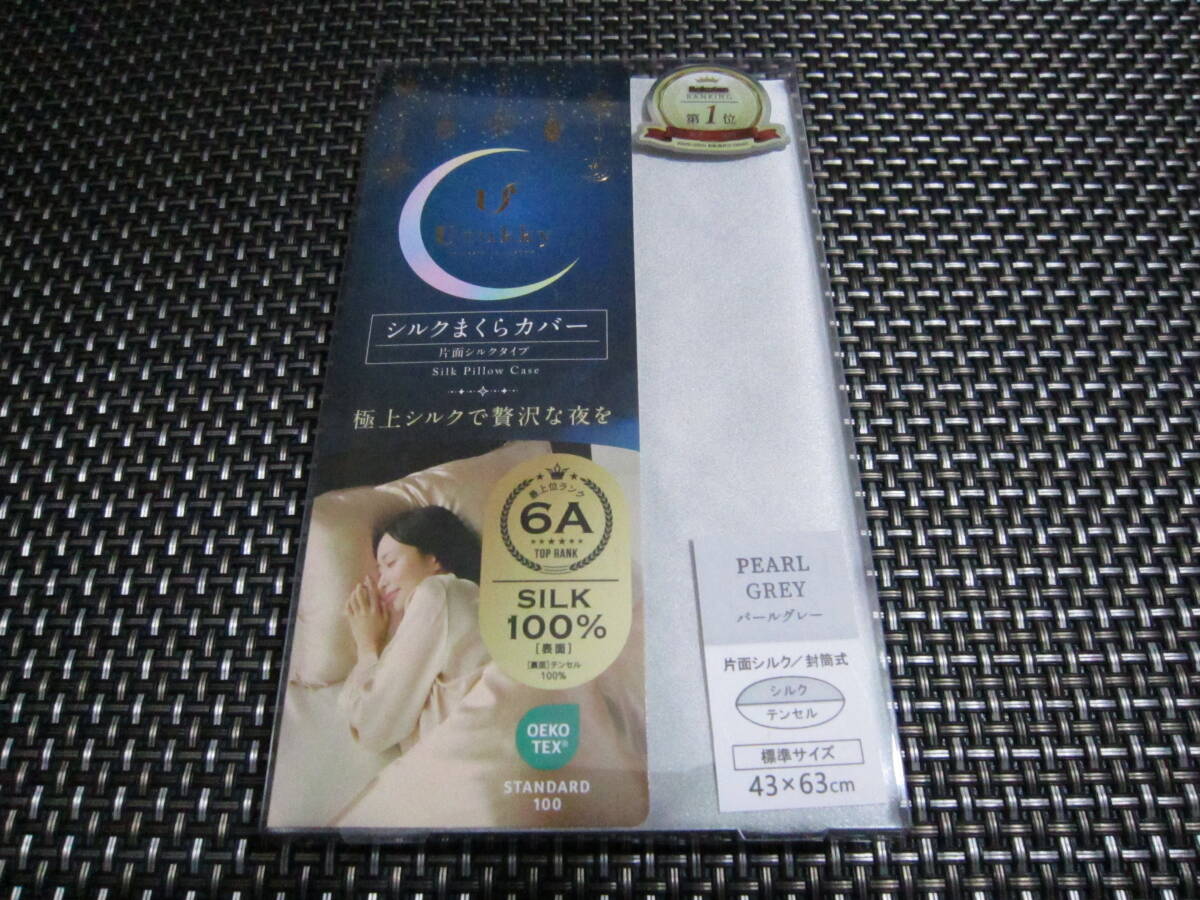 Rakuten
RANKING
第1位
シルクまくらカバー
片面シルクタイプ
Silk Pillow Case
極上シルクで贅沢な夜を
最上位ランク
6A
TOP RANK
SILK
100%
[表面]
[裏面]テンセル
100%
OEKO
TEX®
STANDARD
100
PEARL
GREY
パールグレー
片面シルク/封筒式
シルク
テンセル
標準サイズ
43×63cm